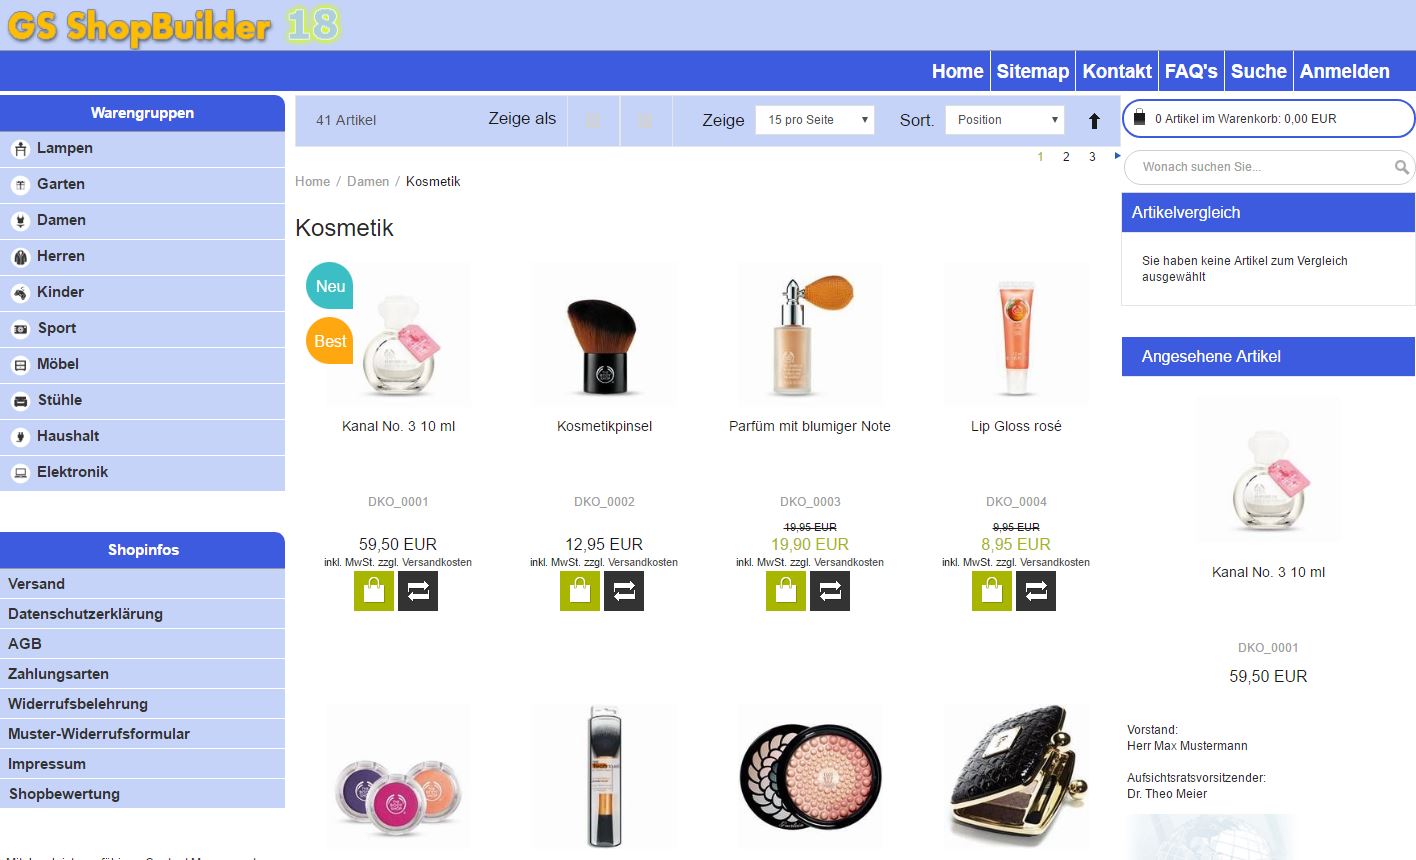 GS ShopBuilder 18
Home
Sitemap
Kontakt
FAQ's
Suche
Anmelden
Warengruppen
Lampen
Garten
Damen
Herren
Kinder
Sport
Möbel
Stühle
Haushalt
Elektronik
Shopinfos
Versand
Datenschutzerklärung
AGB
Zahlungsarten
Widerrufsbelehrung
Muster-Widerrufsformular
Impressum
Shopbewertung
41 Artikel
Zeige als
Zeige
15 pro Seite
Sort.
Position
1 2 3
Home / Damen / Kosmetik
Kosmetik
Neu
Best
Kanal No. 3 10 ml
DKO_0001
59,50 EUR
inkl. MwSt. zzgl. Versandkosten
Kosmetikpinsel
DKO_0002
12,95 EUR
inkl. MwSt. zzgl. Versandkosten
Parfüm mit blumiger Note
DKO_0003
19,95 EUR
19,90 EUR
inkl. MwSt. zzgl. Versandkosten
Lip Gloss rosé
DKO_0004
9,95 EUR
8,95 EUR
inkl. MwSt. zzgl. Versandkosten
0 Artikel im Warenkorb: 0,00 EUR
Wonach suchen Sie...
Artikelvergleich
Sie haben keine Artikel zum Vergleich
ausgewählt
Angesehene Artikel
Kanal No. 3 10 ml
DKO_0001
59,50 EUR
Vorstand:
Herr Max Mustermann
Aufsichtsratsvorsitzender:
Dr. Theo Meier